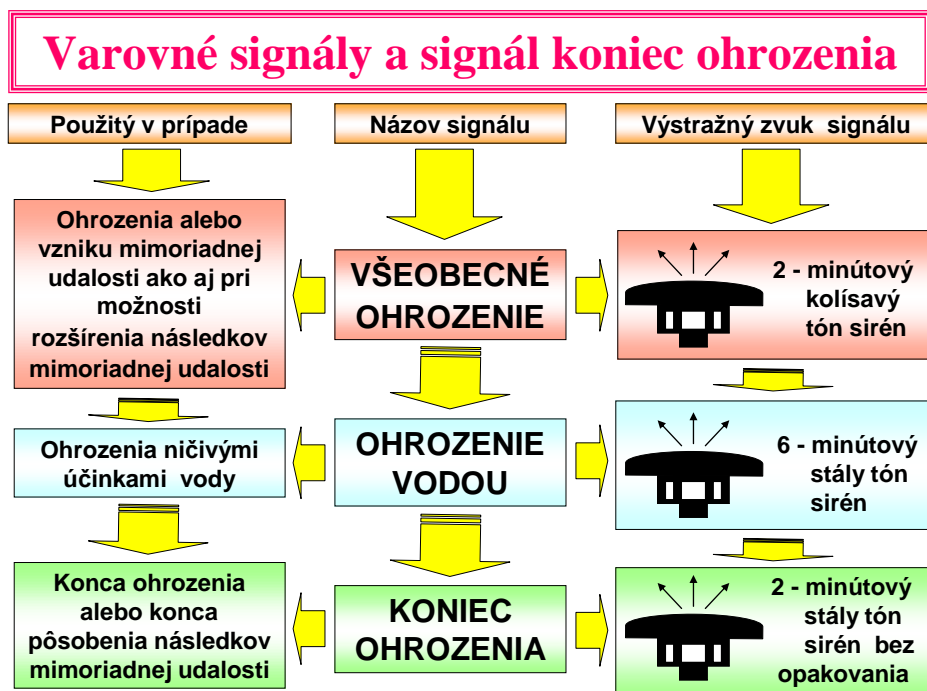 Varovné signály a signál koniec ohrozenia
Použitý v prípade
Názov signálu
Výstražný zvuk signálu
Ohrozenia alebo
vzniku mimoriadnej
udalosti ako aj pri
možnosti
rozšírenia následkov
mimoriadnej udalosti
VŠEOBECNÉ
OHROZENIE
2 - minútový
kolísavý
tón sirén
Ohrozenia ničivými
účinkami vody
OHROZENIE
VODOU
6 - minútový
stály tón
sirén
Konca ohrozenia
alebo konca
pôsobenia následkov
mimoriadnej udalosti
KONIEC
OHROZENIA
2 - minútový
stály tón
sirén bez
opakovania